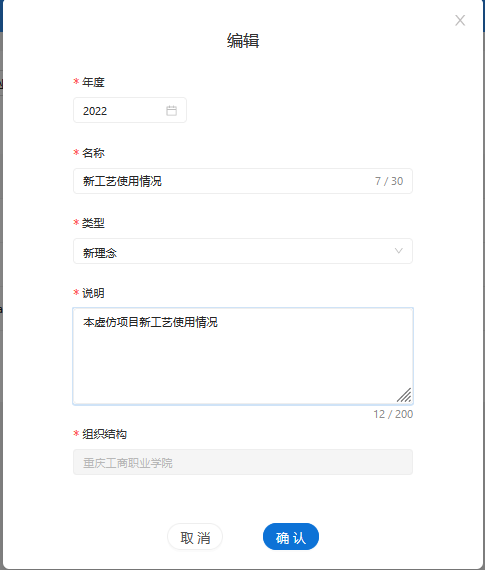 编辑
* 年度
2022
* 名称
新工艺使用情况 7 / 30
* 类型
新理念
* 说明
本虚仿项目新工艺使用情况
12 / 200
* 组织结构
重庆工商职业学院
取 消 确 认